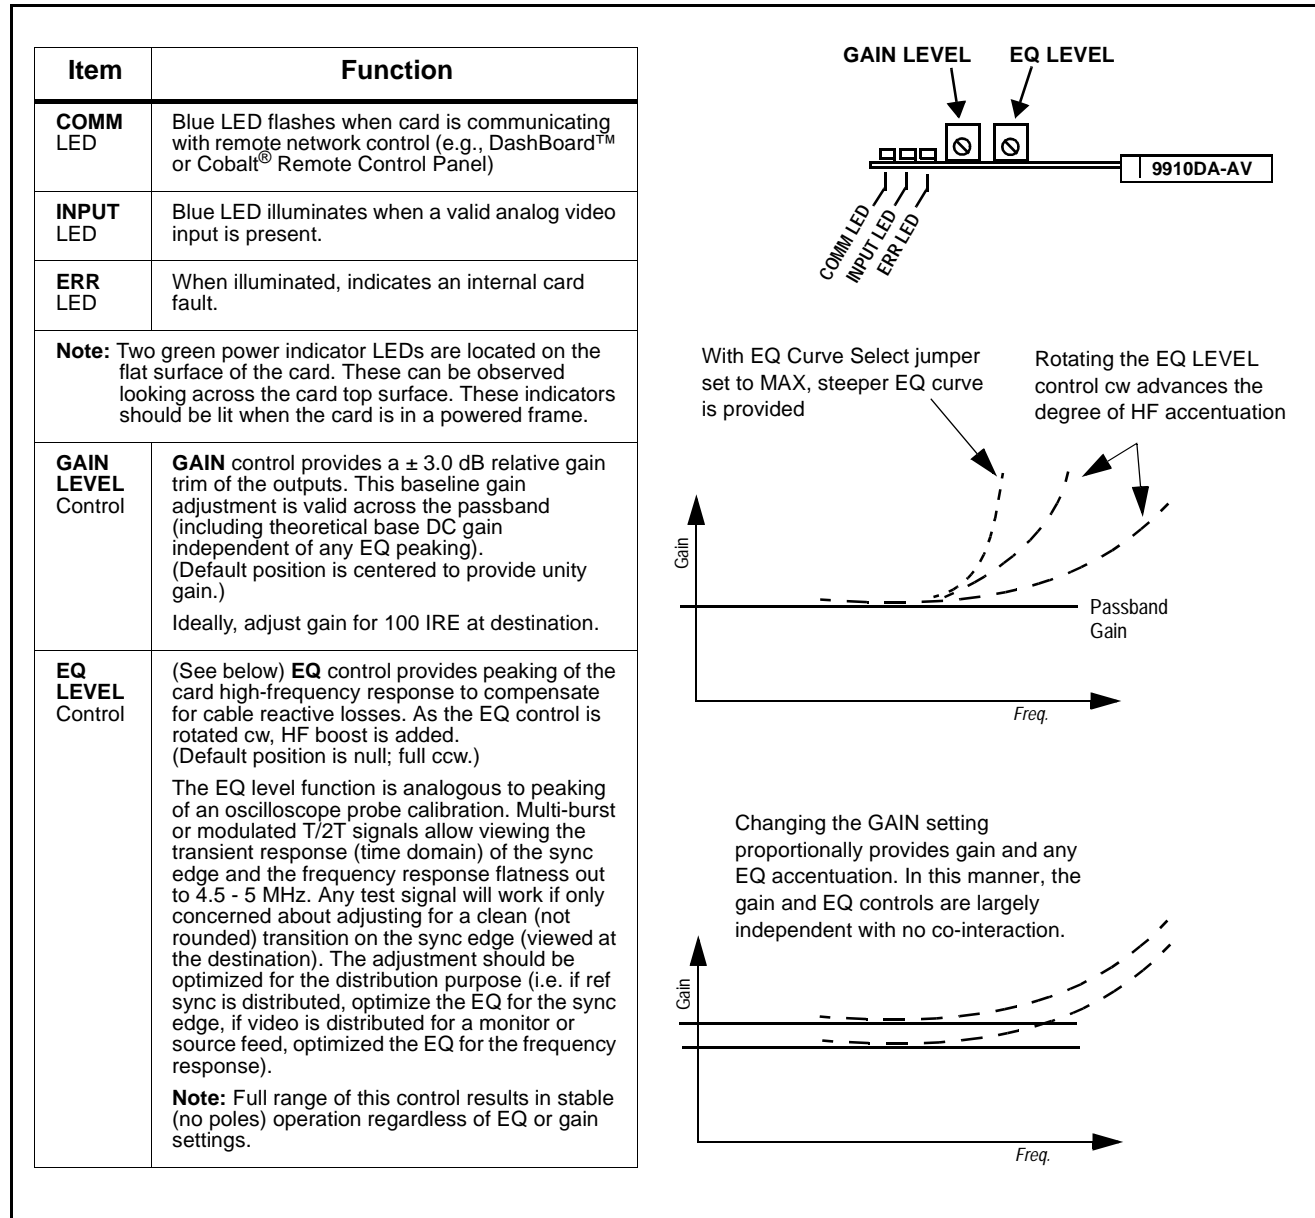 Item
Function
COMM
LED
Blue LED flashes when card is communicating
with remote network control (e.g., DashBoard™
or Cobalt® Remote Control Panel)
INPUT
LED
Blue LED illuminates when a valid analog video
input is present.
ERR
LED
When illuminated, indicates an internal card
fault.
Note: Two green power indicator LEDs are located on the
flat surface of the card. These can be observed
looking across the card top surface. These indicators
should be lit when the card is in a powered frame.
GAIN
LEVEL
Control
GAIN control provides a ± 3.0 dB relative gain
trim of the outputs. This baseline gain
adjustment is valid across the passband
(including theoretical base DC gain
independent of any EQ peaking).
(Default position is centered to provide unity
gain.)
Ideally, adjust gain for 100 IRE at destination.
EQ
LEVEL
Control
(See below) EQ control provides peaking of the
card high-frequency response to compensate
for cable reactive losses. As the EQ control is
rotated cw, HF boost is added.
(Default position is null; full ccw.)
The EQ level function is analogous to peaking
of an oscilloscope probe calibration. Multi-burst
or modulated T/2T signals allow viewing the
transient response (time domain) of the sync
edge and the frequency response flatness out
to 4.5 - 5 MHz. Any test signal will work if only
concerned about adjusting for a clean (not
rounded) transition on the sync edge (viewed at
the destination). The adjustment should be
optimized for the distribution purpose (i.e. if ref
sync is distributed, optimize the EQ for the sync
edge, if video is distributed for a monitor or
source feed, optimized the EQ for the frequency
response).
Note: Full range of this control results in stable
(no poles) operation regardless of EQ or gain
settings.
GAIN LEVEL
EQ LEVEL
9910DA-AV
COMM LED
INPUT LED
ERR LED
With EQ Curve Select jumper
set to MAX, steeper EQ curve
is provided
Rotating the EQ LEVEL
control cw advances the
degree of HF accentuation
Gain
Passband
Gain
Freq.
Changing the GAIN setting
proportionally provides gain and any
EQ accentuation. In this manner, the
gain and EQ controls are largely
independent with no co-interaction.
Gain
Freq.